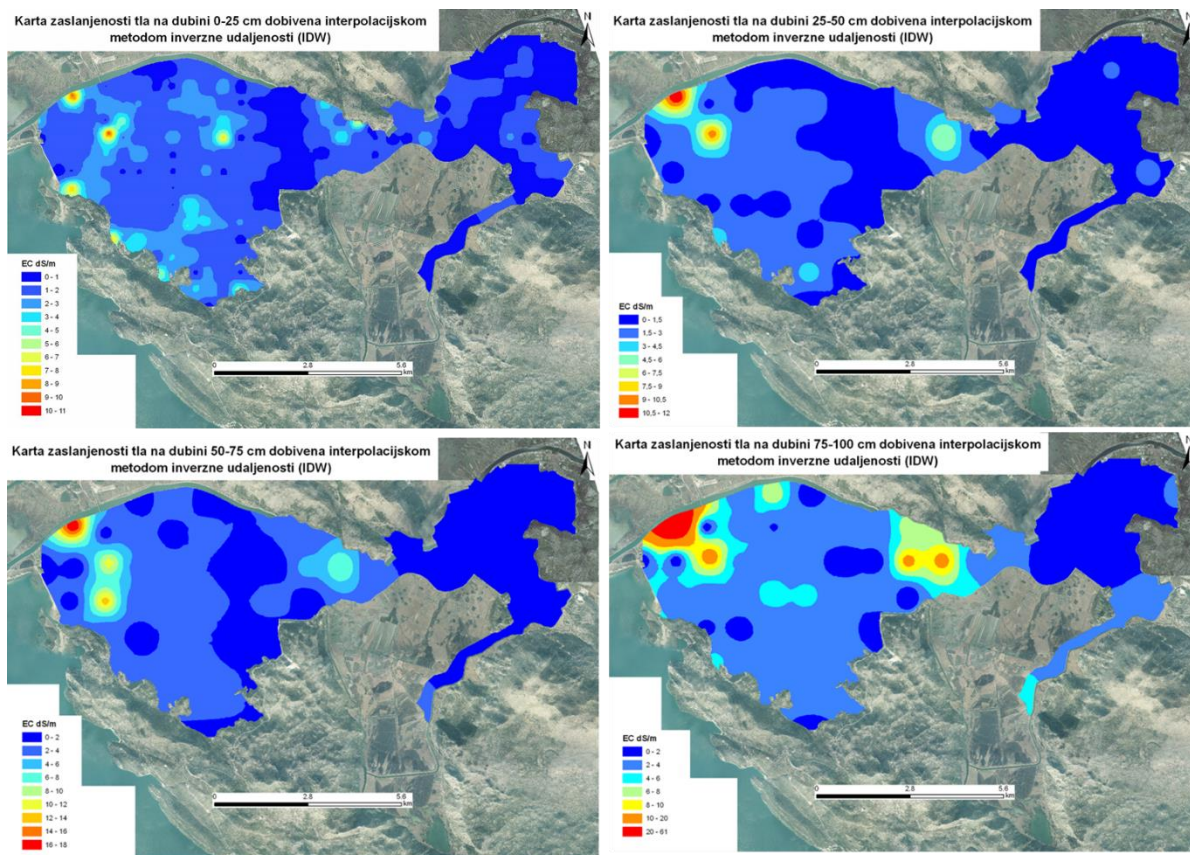 Karta zaslanjenosti tla na dubini 0-25 cm dobivena interpolacijskom
metodom inverzne udaljenosti (IDW)
N
EC dS/m
0 - 1
1 - 2
2 - 3
3 - 4
4 - 5
5 - 6
6 - 7
7 - 8
8 - 9
9 - 10
10 - 11
0 2.8 5.6
km
Karta zaslanjenosti tla na dubini 25-50 cm dobivena interpolacijskom
metodom inverzne udaljenosti (IDW)
N
EC dS/m
0 - 1,5
1,5 - 3
3 - 4,5
4,5 - 6
6 - 7,5
7,5 - 9
9 - 10,5
10,5 - 12
0 2.8 5.6
km
Karta zaslanjenosti tla na dubini 50-75 cm dobivena interpolacijskom
metodom inverzne udaljenosti (IDW)
N
EC dS/m
0 - 2
2 - 4
4 - 6
6 - 8
8 - 10
10 - 12
12 - 14
14 - 16
16 - 18
0 2.8 5.6
km
Karta zaslanjenosti tla na dubini 75-100 cm dobivena interpolacijskom
metodom inverzne udaljenosti (IDW)
N
EC dS/m
0 - 2
2 - 4
4 - 6
6 - 8
8 - 10
10 - 20
20 - 61
0 2.8 5.6
km